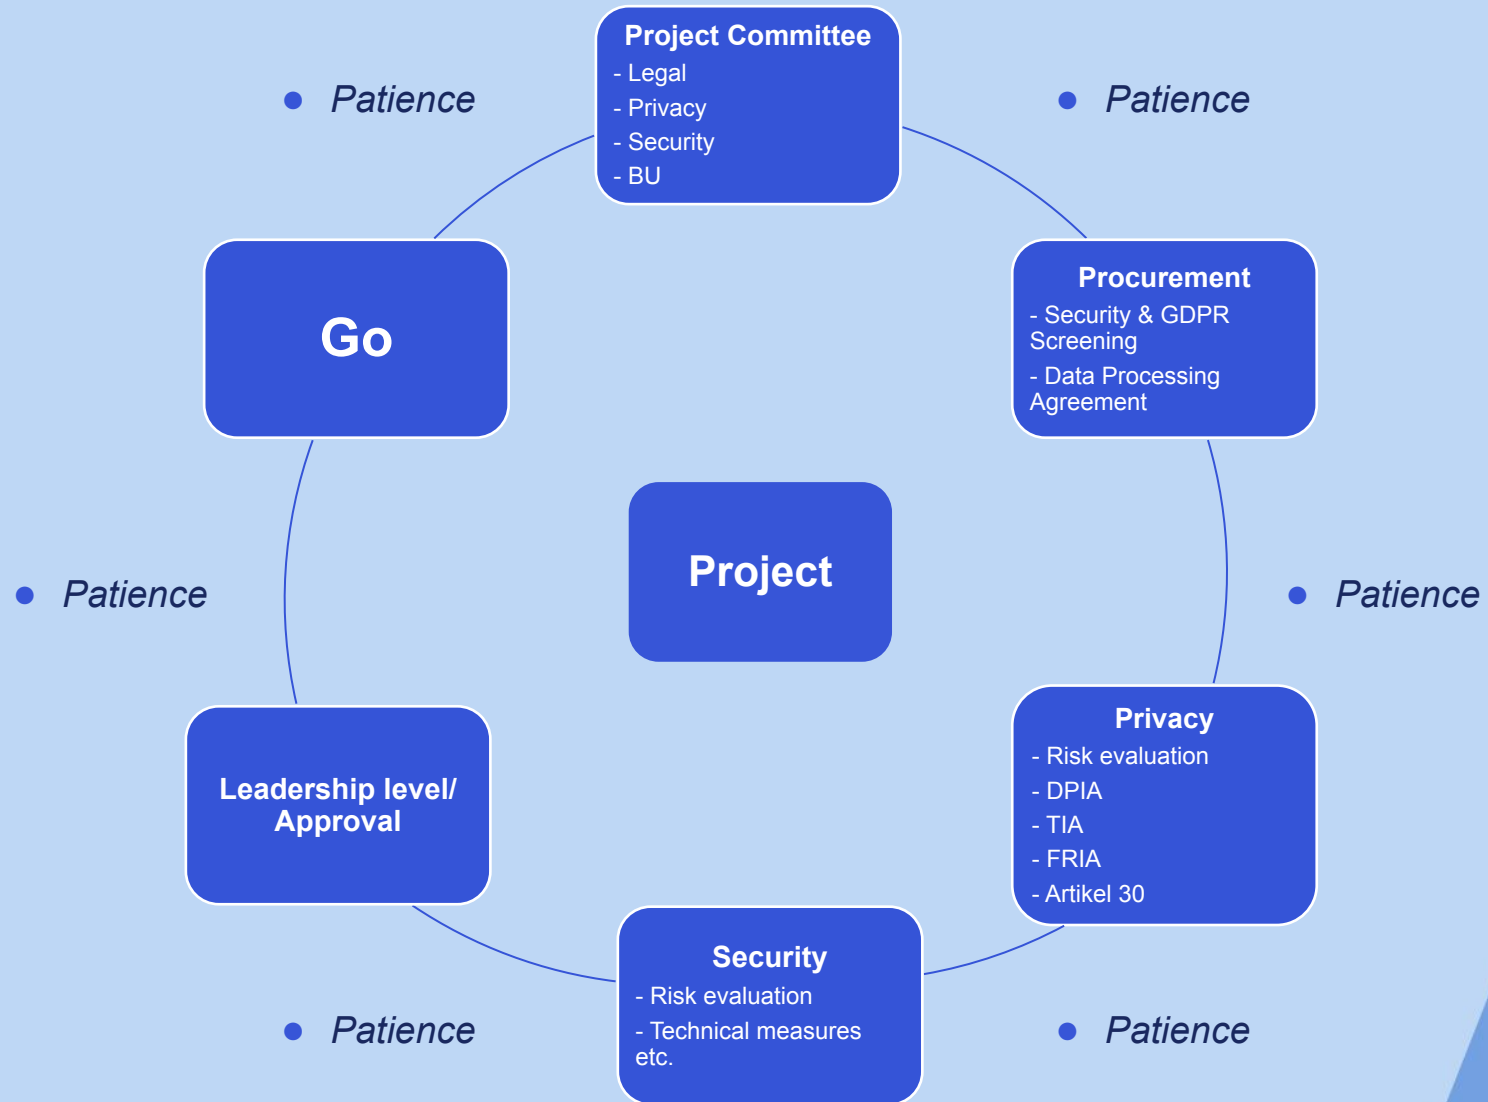 Project Committee
- Legal
- Privacy
- Security
- BU
• Patience
• Patience
Go
Procurement
- Security & GDPR
Screening
- Data Processing
Agreement
Project
• Patience
• Patience
Leadership level/
Approval
Privacy
- Risk evaluation
- DPIA
- TIA
- FRIA
- Artikel 30
Security
- Risk evaluation
- Technical measures
etc.
• Patience
• Patience